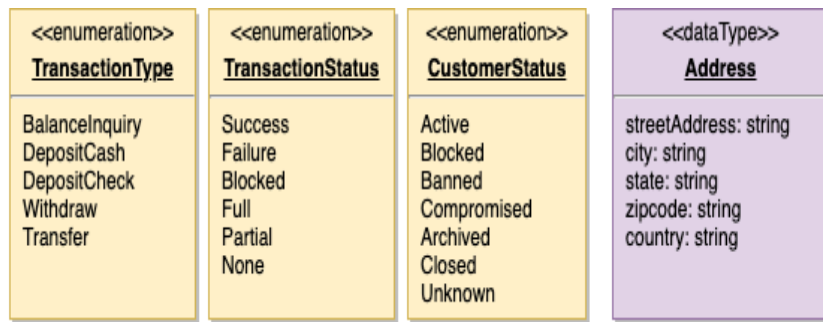 <<enumeration>>
TransactionType
BalanceInquiry
DepositCash
DepositCheck
Withdraw
Transfer
<<enumeration>>
TransactionStatus
Success
Failure
Blocked
Full
Partial
None
<<enumeration>>
CustomerStatus
Active
Blocked
Banned
Compromised
Archived
Closed
Unknown
<<dataType>>
Address
streetAddress: string
city: string
state: string
zipcode: string
country: string